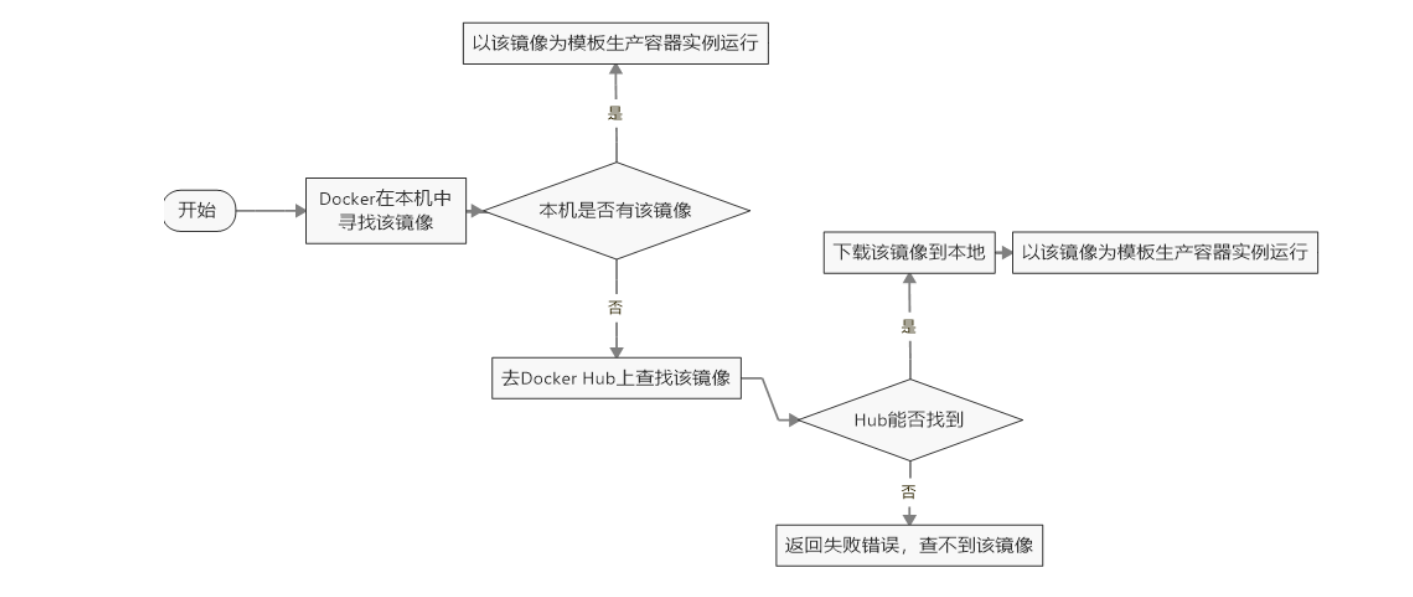 以该镜像为模板生产容器实例运行
是
开始
Docker在本机中
寻找该镜像
本机是否有该镜像
否
去Docker Hub上查找该镜像
下载该镜像到本地
以该镜像为模板生产容器实例运行
是
Hub能否找到
否
返回失败错误，查不到该镜像